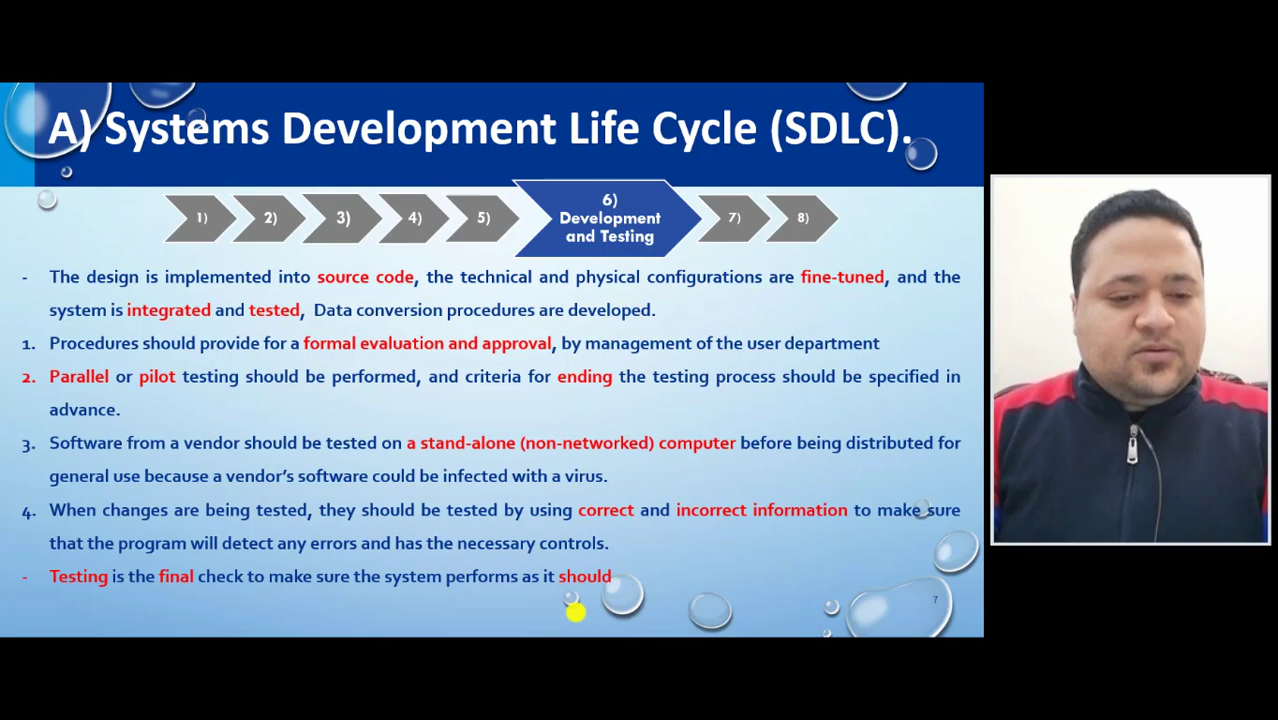 A) Systems Development Life Cycle (SDLC).
1)
2)
3)
4)
5)
6)
Development
and Testing
7)
8)
- The design is implemented into source code, the technical and physical configurations are fine-tuned, and the
system is integrated and tested, Data conversion procedures are developed.
1. Procedures should provide for a formal evaluation and approval, by management of the user department
2. Parallel or pilot testing should be performed, and criteria for ending the testing process should be specified in
advance.
3. Software from a vendor should be tested on a stand-alone (non-networked) computer before being distributed for
general use because a vendor's software could be infected with a virus.
4. When changes are being tested, they should be tested by using correct and incorrect information to make sure
that the program will detect any errors and has the necessary controls.
- Testing is the final check to make sure the system performs as it should
7